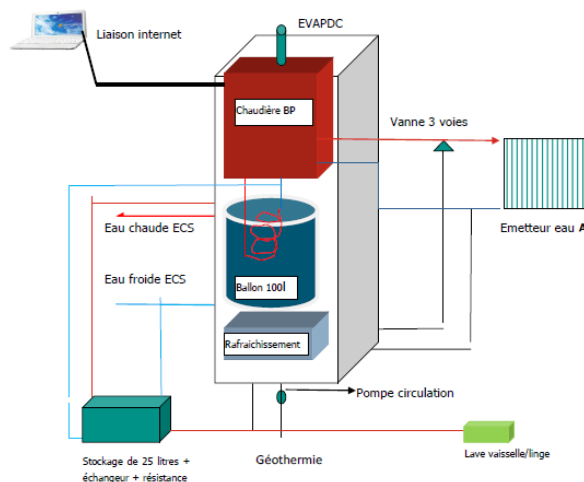 EVAPDC
Liaison internet
Chaudière BP
Vanne 3 voies
Eau chaude ECS
Emetteur eau A
Eau froide ECS
Ballon 100l
Rafraichissement
Pompe circulation
Géothermie
Lave vaisselle/linge
Stockage de 25 litres +
échangeur + résistance